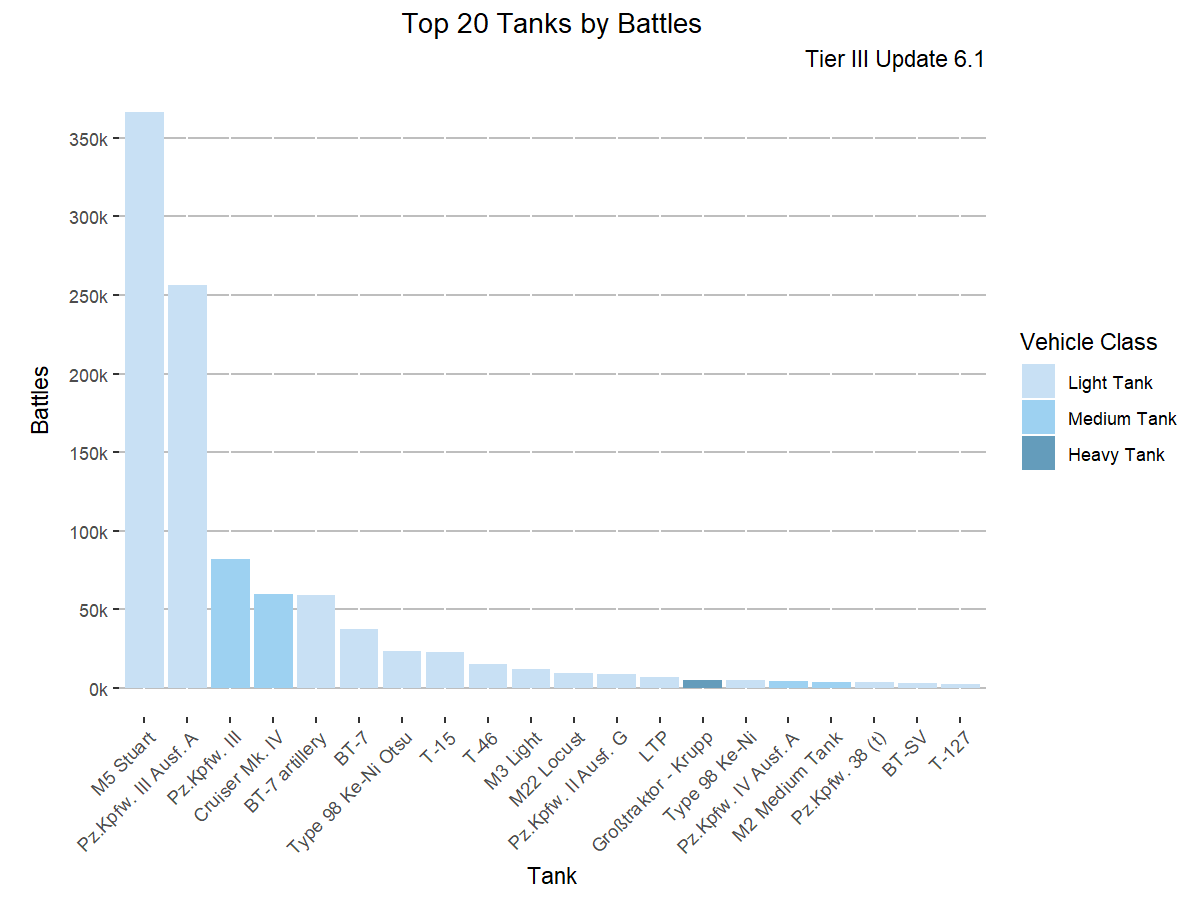 Top 20 Tanks by Battles
Tier III Update 6.1
350k
300k
250k
200k
150k
100k
50k
0k
Battles
M5 Stuart
Pz.Kpfw. III Ausf. A
Pz.Kpfw. III
Cruiser Mk. IV
BT-7 artillery
BT-7
Type 98 Ke-Ni Otsu
T-15
T-46
M3 Light
M22 Locust
Pz.Kpfw. II Ausf. G
LTP
Großtraktor - Krupp
Type 98 Ke-Ni
Pz.Kpfw. IV Ausf. A
M2 Medium Tank
Pz.Kpfw. 38 (t)
BT-SV
T-127
Tank
Vehicle Class
Light Tank
Medium Tank
Heavy Tank